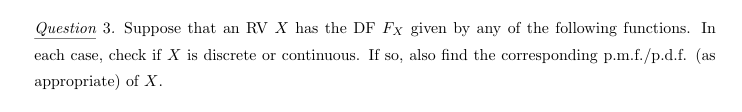 Question 3. Suppose that an RV X has the DF F_X given by any of the following functions. In
each case, check if X is discrete or continuous. If so, also find the corresponding p.m.f./p.d.f. (as
appropriate) of X.